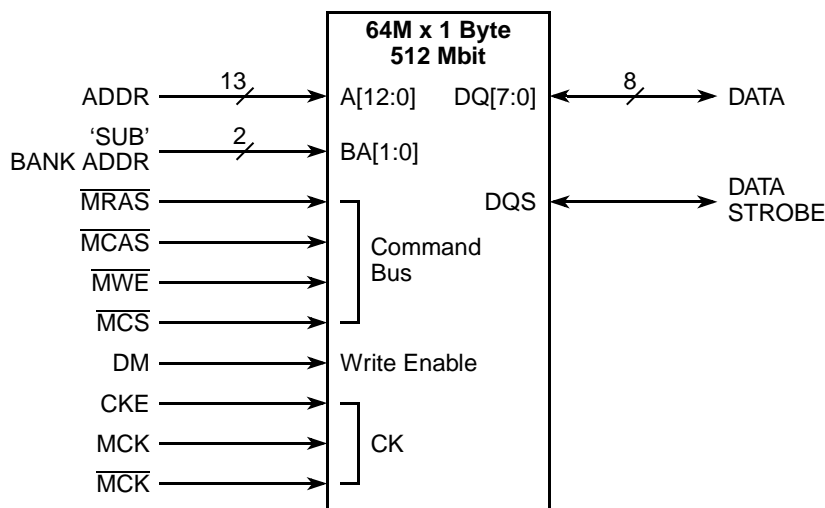 64M x 1 Byte
512 Mbit
ADDR 13 A[12:0] DQ[7:0] 8 DATA
‘SUB’
BANK ADDR 2 BA[1:0]
MRAS DQS DATA
STROBE
MCAS Command
Bus
MWE
MCS
DM Write Enable
CKE
MCK CK
MCK